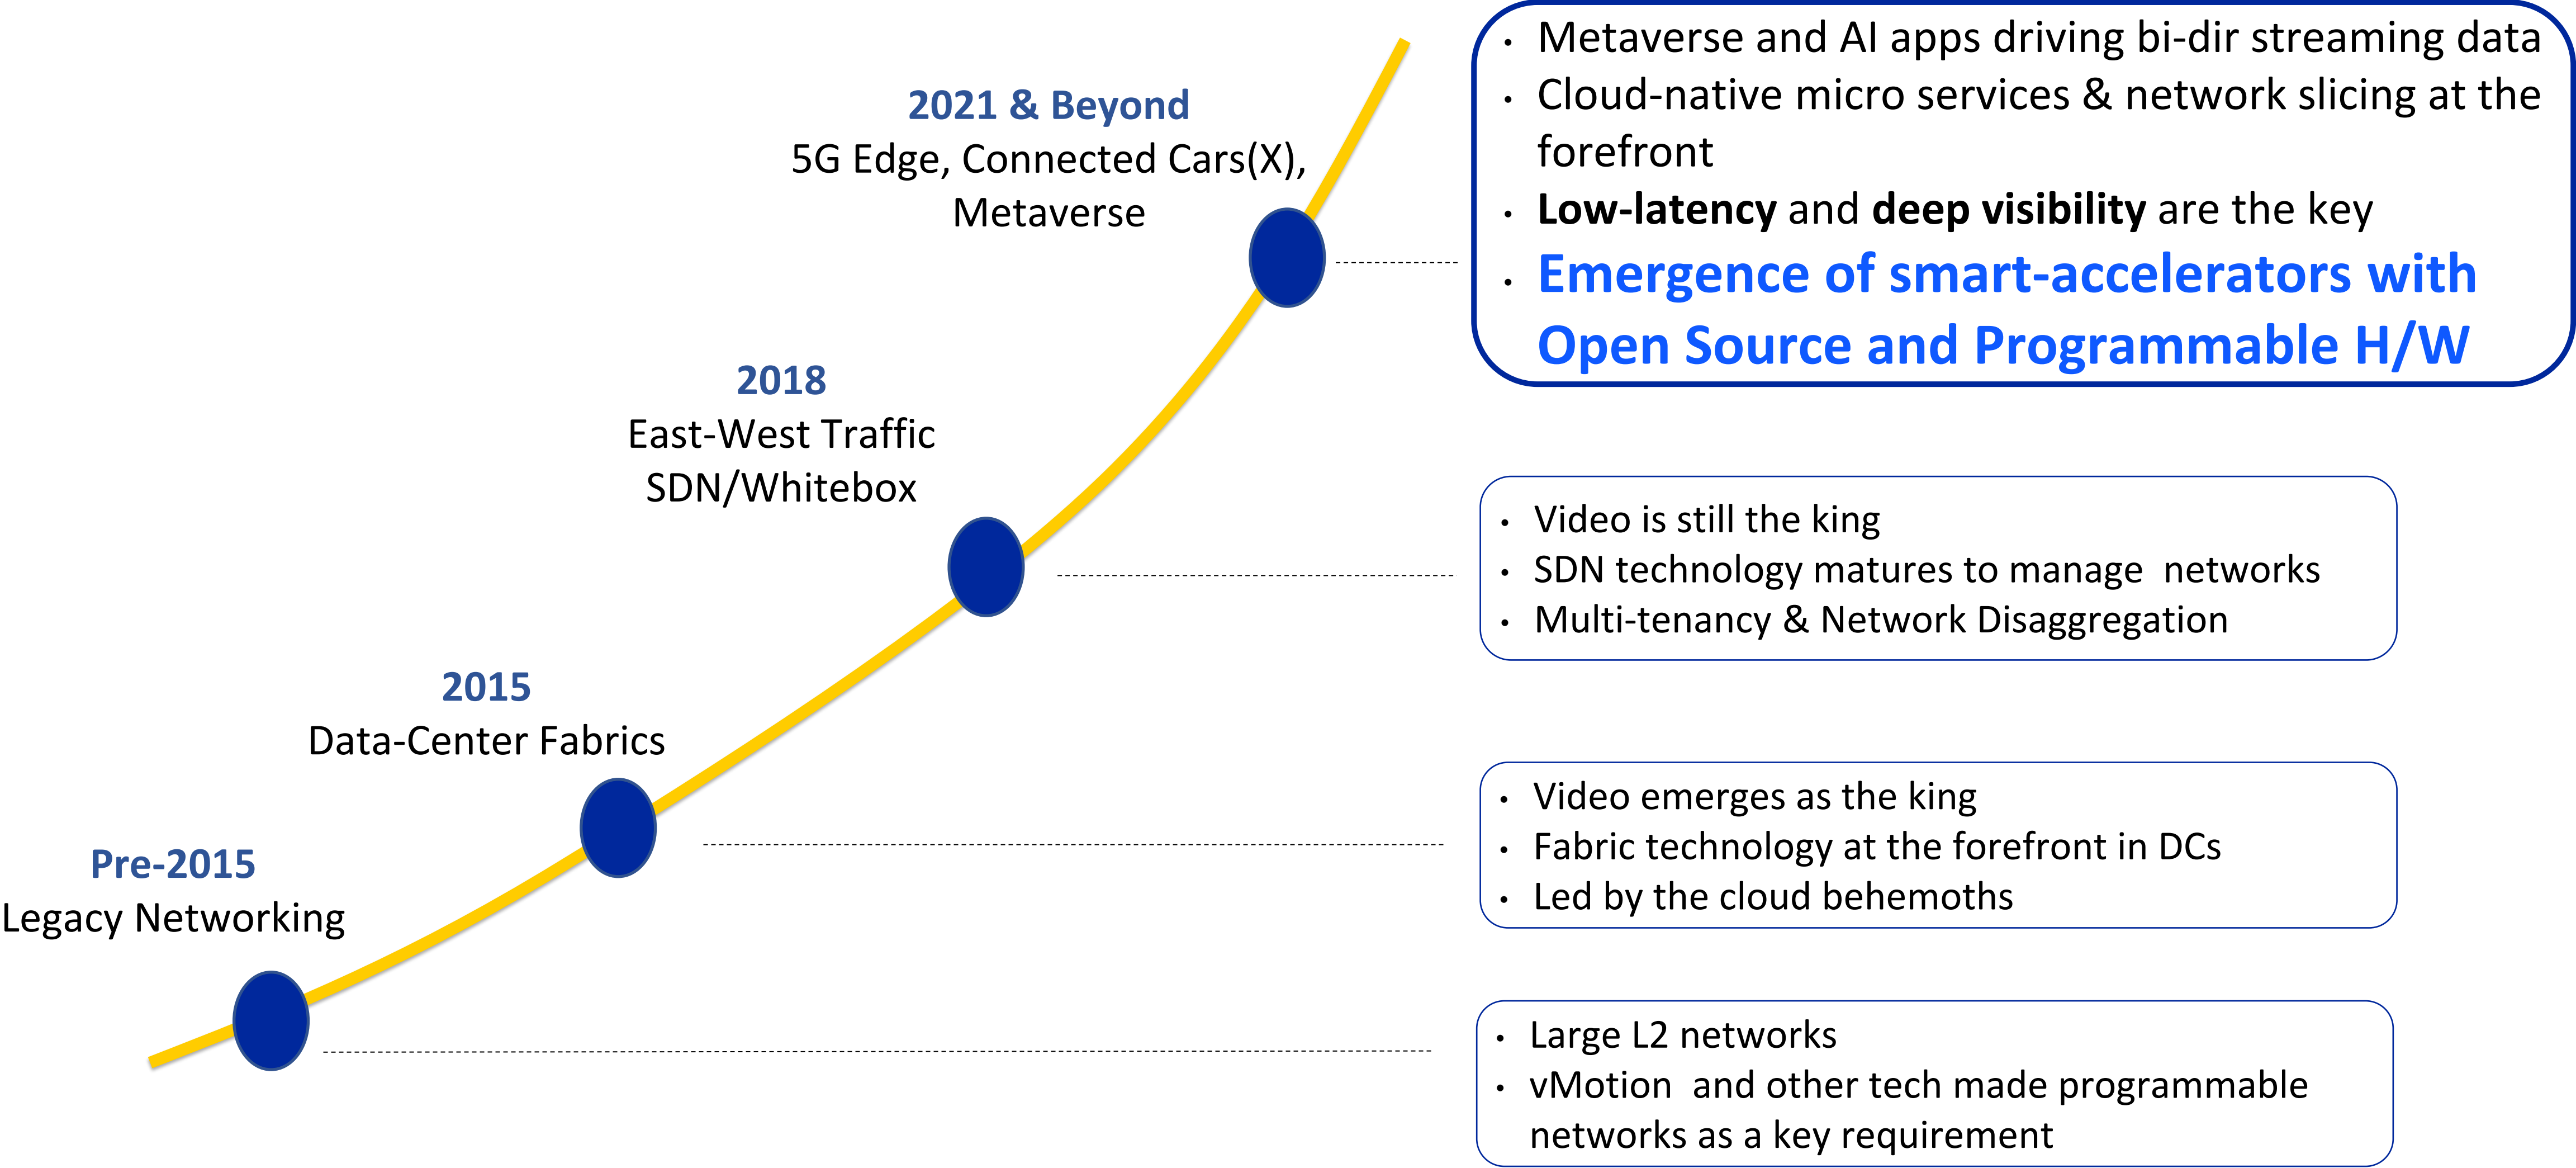 2021 & Beyond
5G Edge, Connected Cars(X),
Metaverse
• Metaverse and AI apps driving bi-dir streaming data
• Cloud-native micro services & network slicing at the
forefront
• Low-latency and deep visibility are the key
• Emergence of smart-accelerators with
Open Source and Programmable H/W
2018
East-West Traffic
SDN/Whitebox
• Video is still the king
• SDN technology matures to manage  networks
• Multi-tenancy & Network Disaggregation
2015
Data-Center Fabrics
• Video emerges as the king
• Fabric technology at the forefront in DCs
• Led by the cloud behemoths
Pre-2015
Legacy Networking
• Large L2 networks
• vMotion  and other tech made programmable
networks as a key requirement